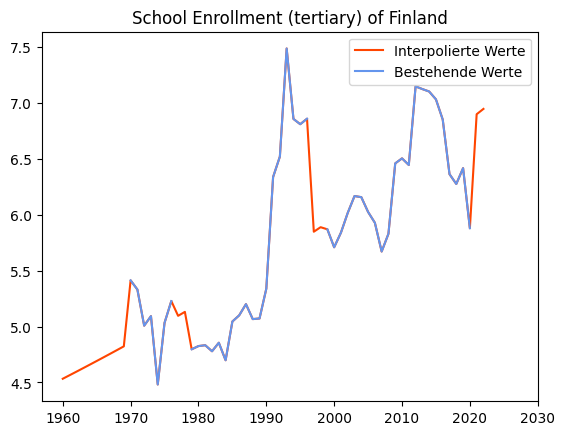 School Enrollment (tertiary) of Finland
Interpolierte Werte
Bestehende Werte
7.5
7.0
6.5
6.0
5.5
5.0
4.5
1960 1970 1980 1990 2000 2010 2020 2030